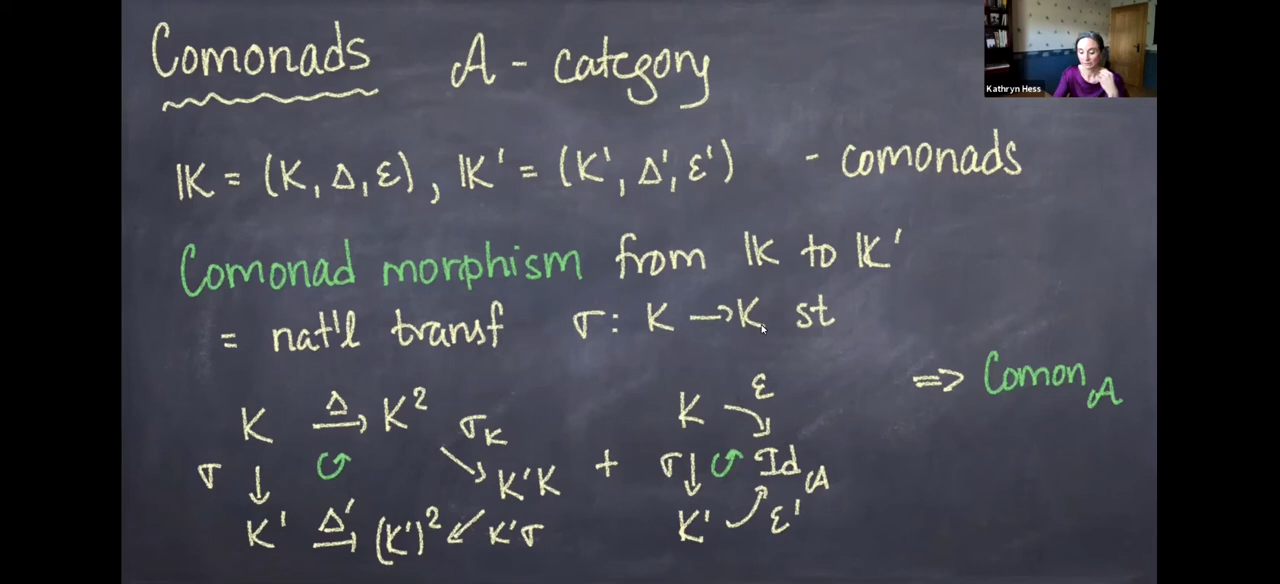 Comonads A - category
Kathryn Hess
𝕂 = (K, Δ, ε), 𝕂' = (K', Δ', ε') - comonads
Comonad morphism from 𝕂 to 𝕂'
= nat'l transf σ: K → K st
⇒ Comon_A
K Δ→ K² σ_K K ε
σ ↓ ↺ ↘ K'K + σ ↓ ↺ Id_A
K' Δ'→ (K')² ↙ K'σ K' ε'